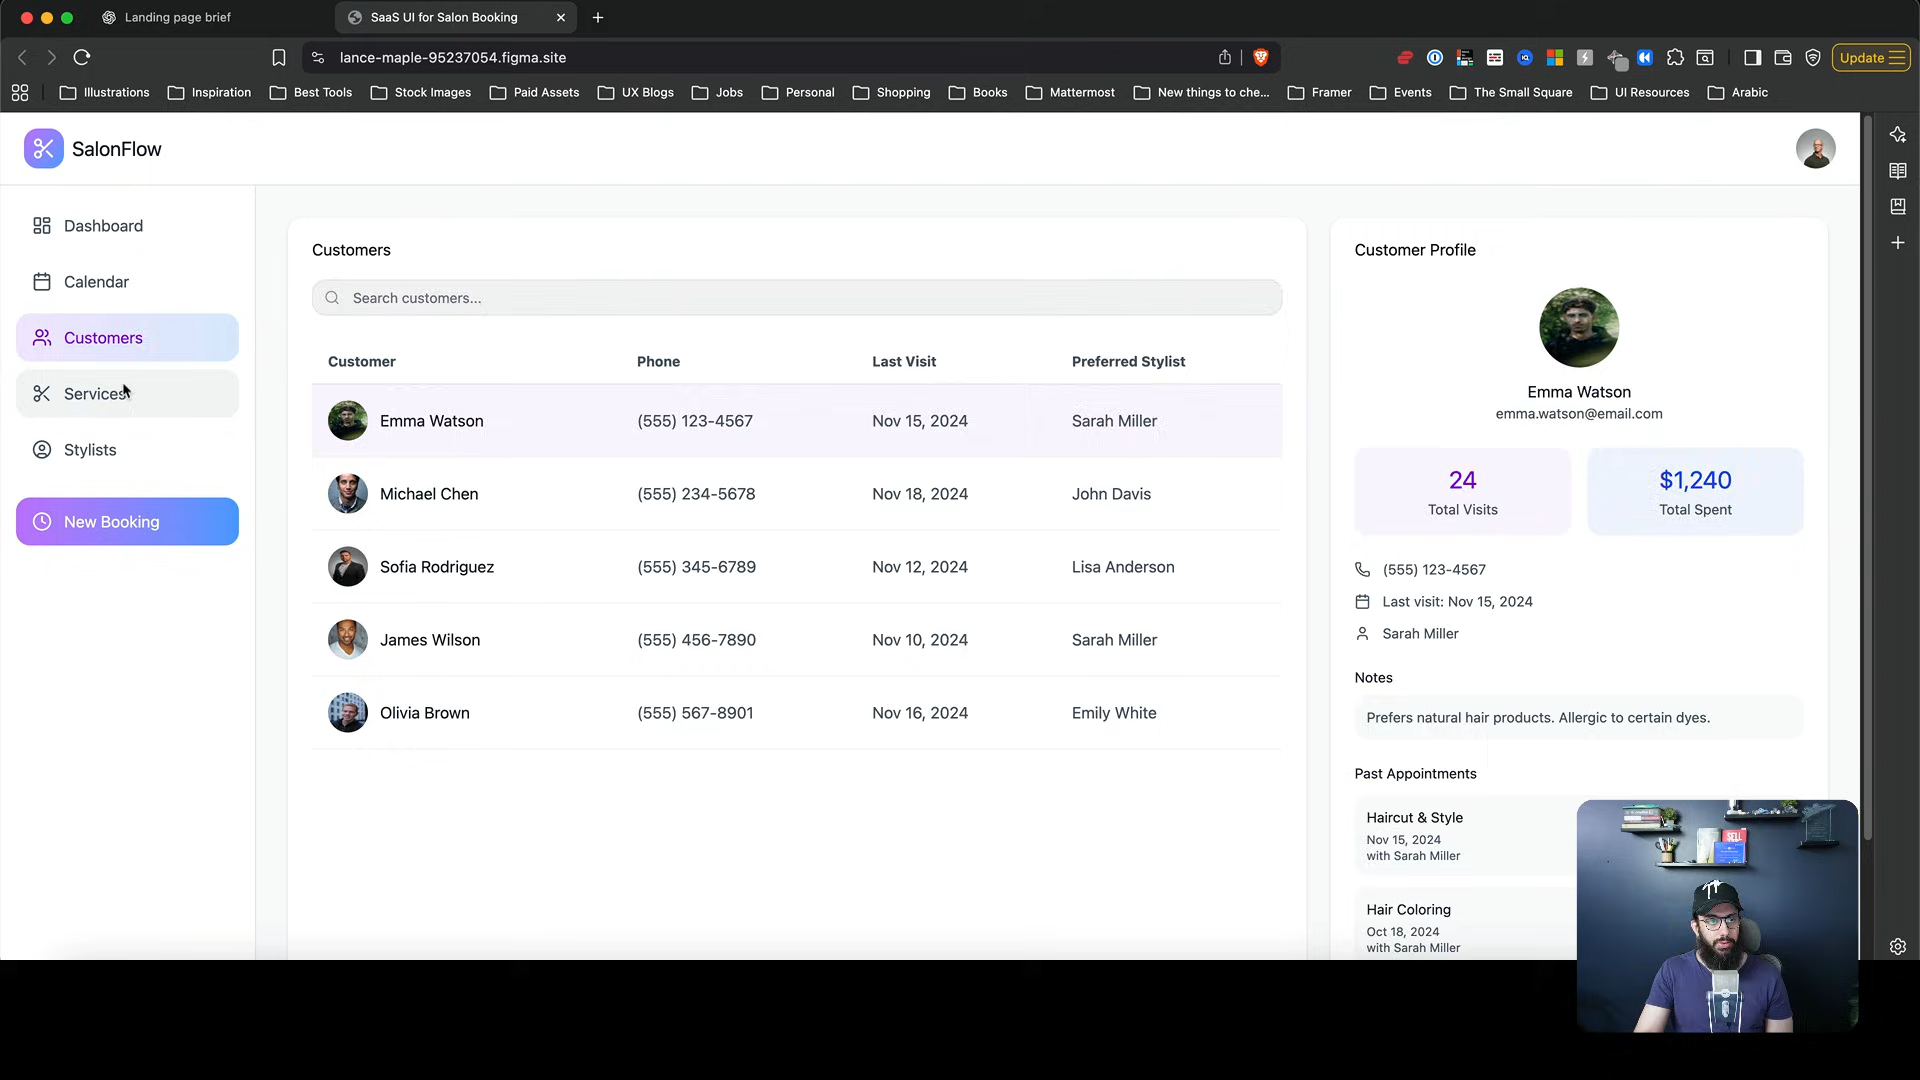 Landing page brief
SaaS UI for Salon Booking
lance-maple-95237054.figma.site
Update
Illustrations
Inspiration
Best Tools
Stock Images
Paid Assets
UX Blogs
Jobs
Personal
Shopping
Books
Mattermost
New things to che...
Framer
Events
The Small Square
UI Resources
Arabic
SalonFlow
Dashboard
Calendar
Customers
Services
Stylists
New Booking
Customers
Search customers...
Customer Phone Last Visit Preferred Stylist
Emma Watson (555) 123-4567 Nov 15, 2024 Sarah Miller
Michael Chen (555) 234-5678 Nov 18, 2024 John Davis
Sofia Rodriguez (555) 345-6789 Nov 12, 2024 Lisa Anderson
James Wilson (555) 456-7890 Nov 10, 2024 Sarah Miller
Olivia Brown (555) 567-8901 Nov 16, 2024 Emily White
Customer Profile
Emma Watson
emma.watson@email.com
24
Total Visits
$1,240
Total Spent
(555) 123-4567
Last visit: Nov 15, 2024
Sarah Miller
Notes
Prefers natural hair products. Allergic to certain dyes.
Past Appointments
Haircut & Style
Nov 15, 2024
with Sarah Miller
Hair Coloring
Oct 18, 2024
with Sarah Miller
SELL